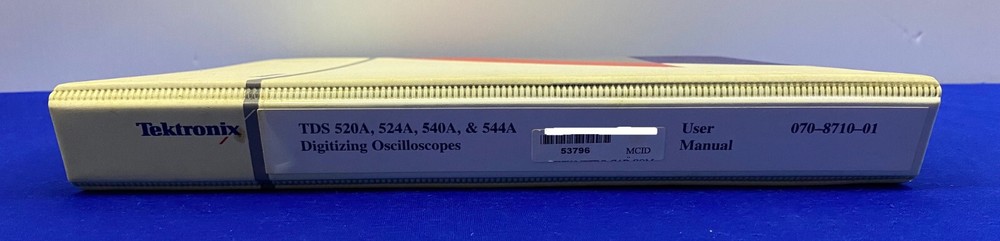 Tektronix
TDS 520A, 524A, 540A, & 544A
Digitizing Oscilloscopes
53796 MCID
User
Manual
070-8710-01